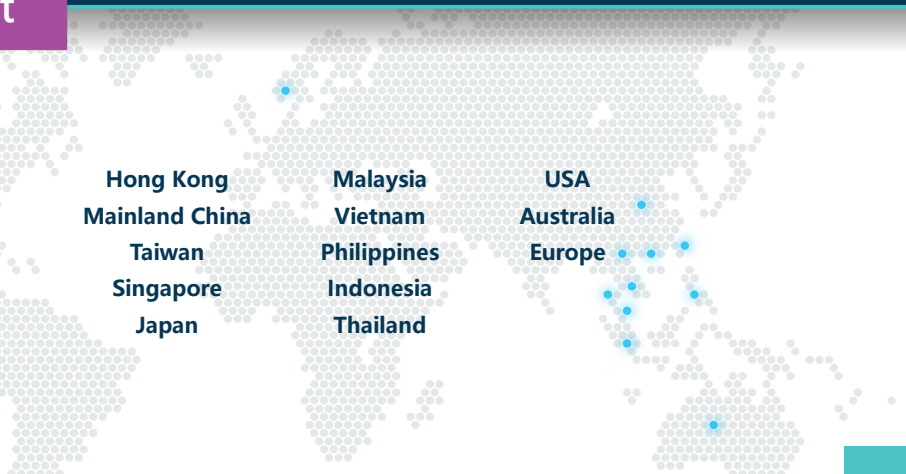 t
Hong Kong
Mainland China
Taiwan
Singapore
Japan
Malaysia
Vietnam
Philippines
Indonesia
Thailand
USA
Australia
Europe